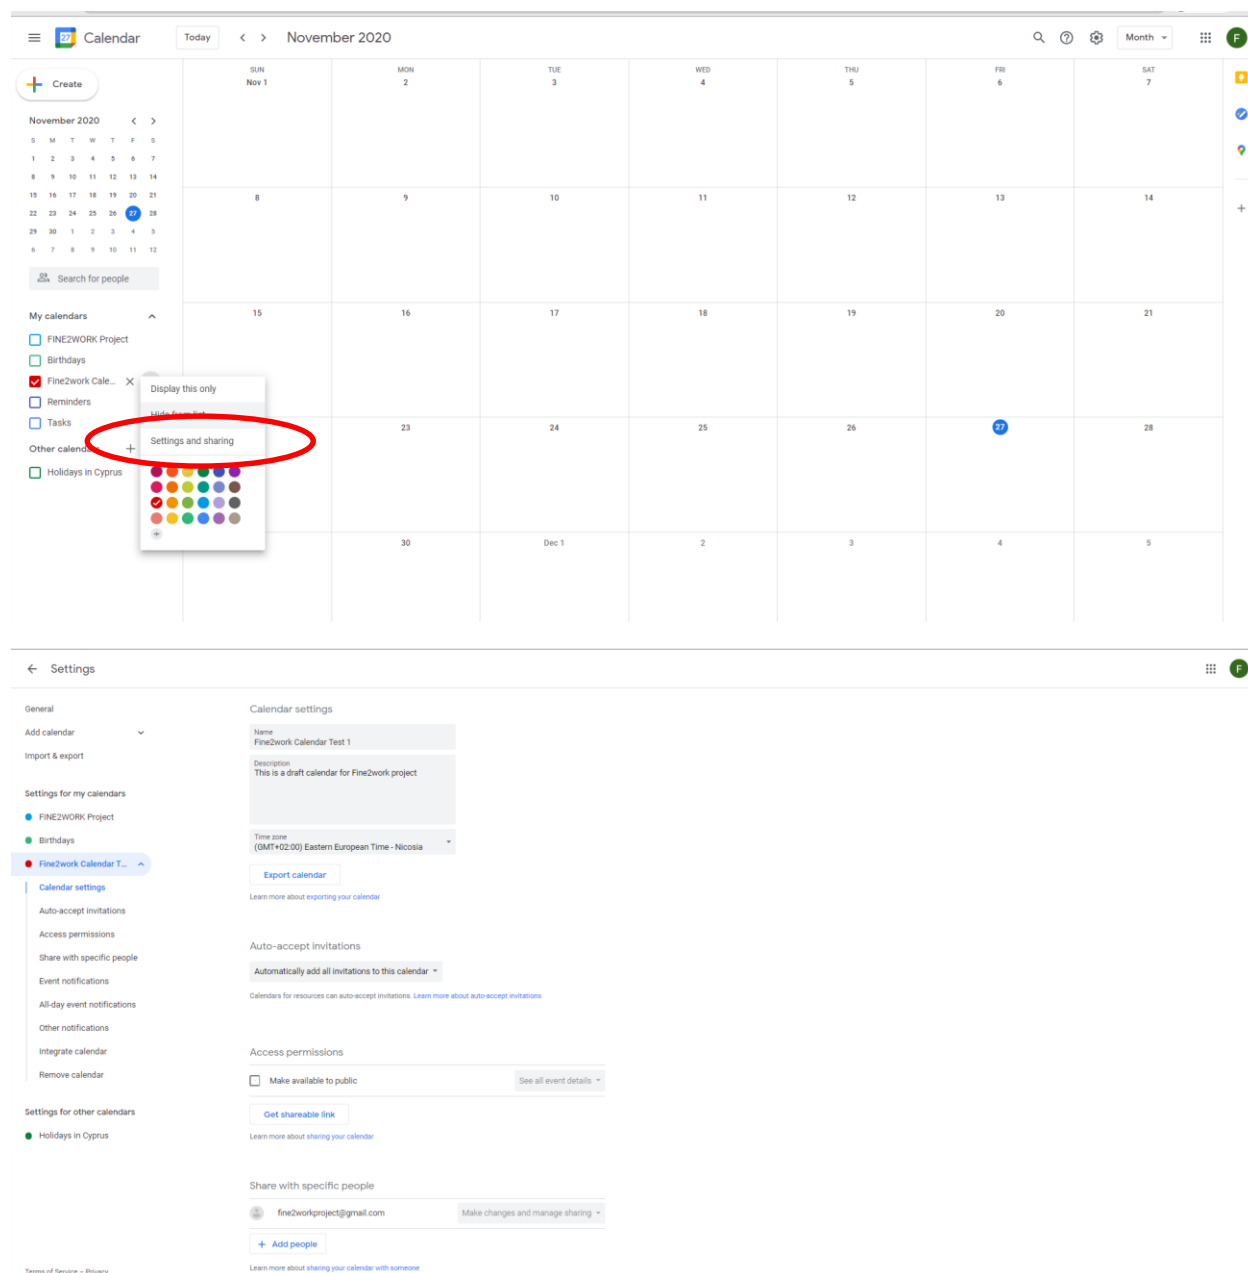 27 Calendar Today November 2020 Month F
Create
SUN MON TUE WED THU FRI SAT
Nov 1 2 3 4 5 6 7
November 2020
S M T W T F S
1 2 3 4 5 6 7
8 9 10 11 12 13 14
15 16 17 18 19 20 21
22 23 24 25 26 27 28
29 30 1 2 3 4 5
6 7 8 9 10 11 12
8 9 10 11 12 13 14
Search for people
My calendars
15 16 17 18 19 20 21
FINE2WORK Project
Birthdays
Fine2work Cale...
Reminders
Tasks
Other calendars
Holidays in Cyprus
Display this only
Hide from list
Settings and sharing
23 24 25 26 27 28
30 Dec 1 2 3 4 5
Settings F
General
Add calendar
Import & export
Settings for my calendars
FINE2WORK Project
Birthdays
Fine2work Calendar T...
Calendar settings
Auto-accept invitations
Access permissions
Share with specific people
Event notifications
All-day event notifications
Other notifications
Integrate calendar
Remove calendar
Settings for other calendars
Holidays in Cyprus
Terms of Service – Privacy
Calendar settings
Name
Fine2work Calendar Test 1
Description
This is a draft calendar for Fine2work project
Time zone
(GMT+02:00) Eastern European Time - Nicosia
Export calendar
Learn more about exporting your calendar
Auto-accept invitations
Automatically add all invitations to this calendar
Calendars for resources can auto-accept invitations. Learn more about auto-accept invitations
Access permissions
Make available to public See all event details
Get shareable link
Learn more about sharing your calendar
Share with specific people
fine2workproject@gmail.com Make changes and manage sharing
Add people
Learn more about sharing your calendar with someone